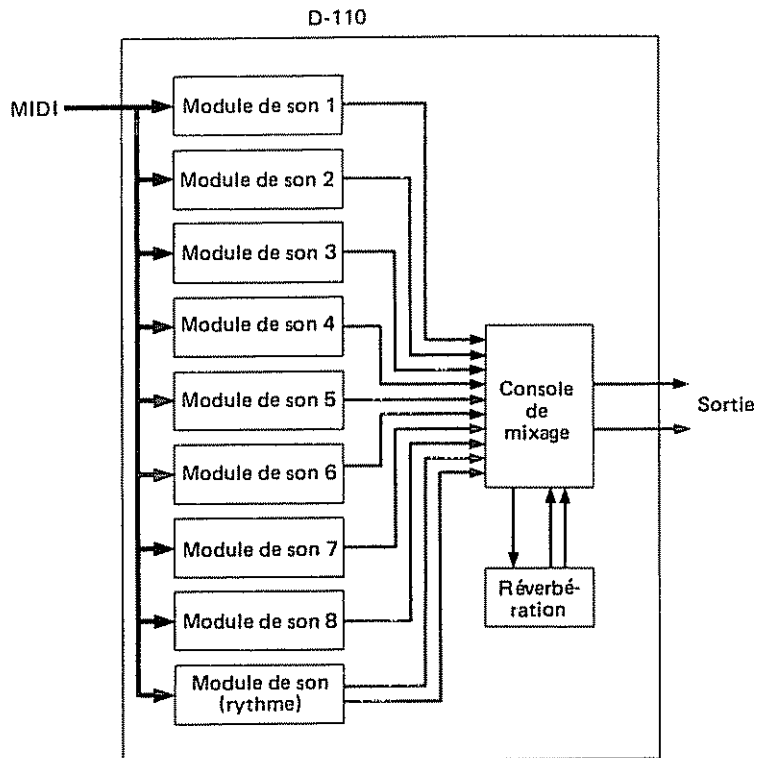 D-110
MIDI
Module de son 1
Module de son 2
Module de son 3
Module de son 4
Module de son 5
Module de son 6
Module de son 7
Module de son 8
Module de son
(rythme)
Console
de
mixage
Réverbé-
ration
Sortie